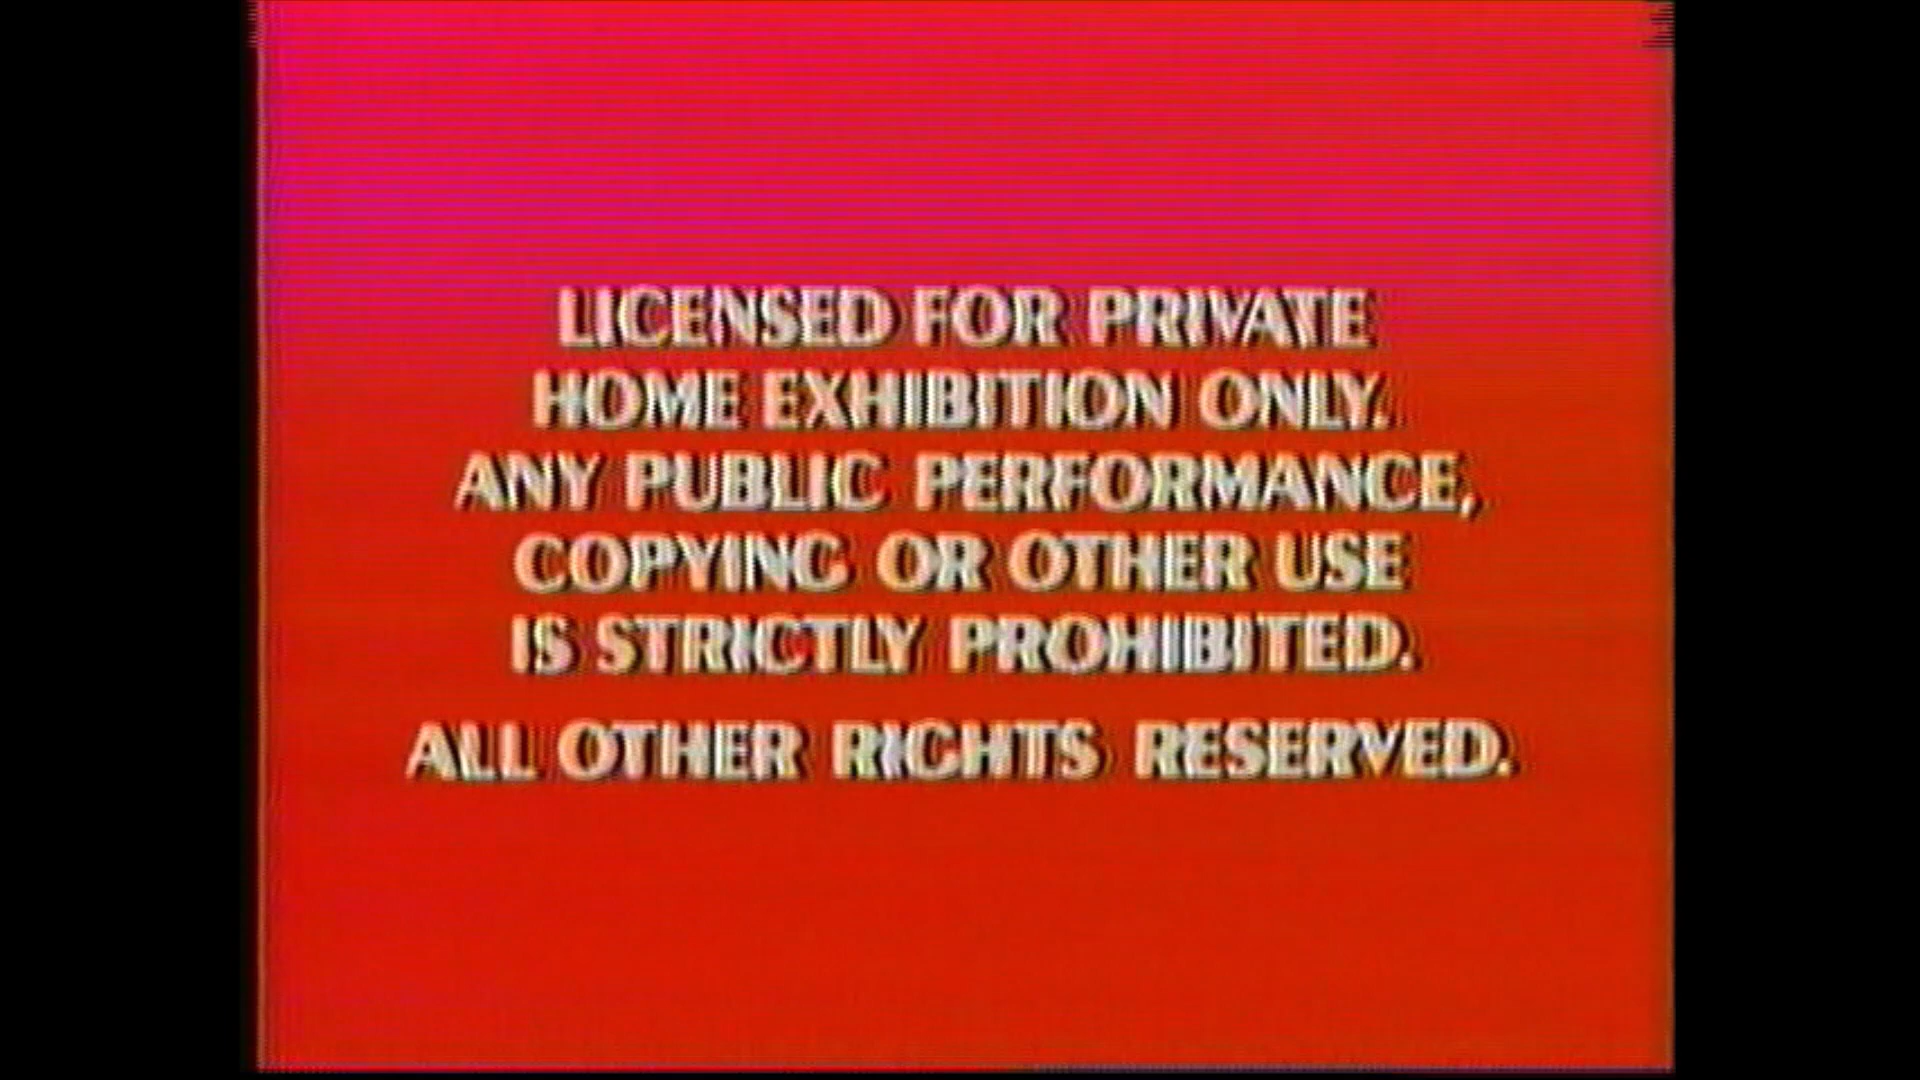 LICENSED FOR PRIVATE
HOME EXHIBITION ONLY.
ANY PUBLIC PERFORMANCE,
COPYING OR OTHER USE
IS STRICTLY PROHIBITED.
ALL OTHER RIGHTS RESERVED.